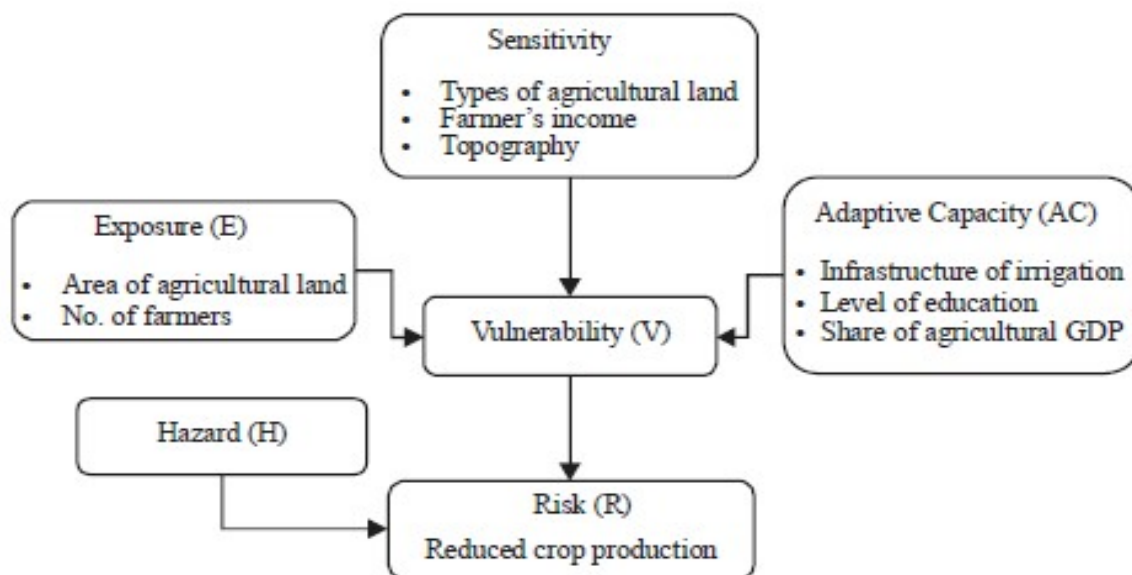 Sensitivity
• Types of agricultural land
• Farmer's income
• Topography
Exposure (E)
• Area of agricultural land
• No. of farmers
Adaptive Capacity (AC)
• Infrastructure of irrigation
• Level of education
• Share of agricultural GDP
Vulnerability (V)
Hazard (H)
Risk (R)
Reduced crop production